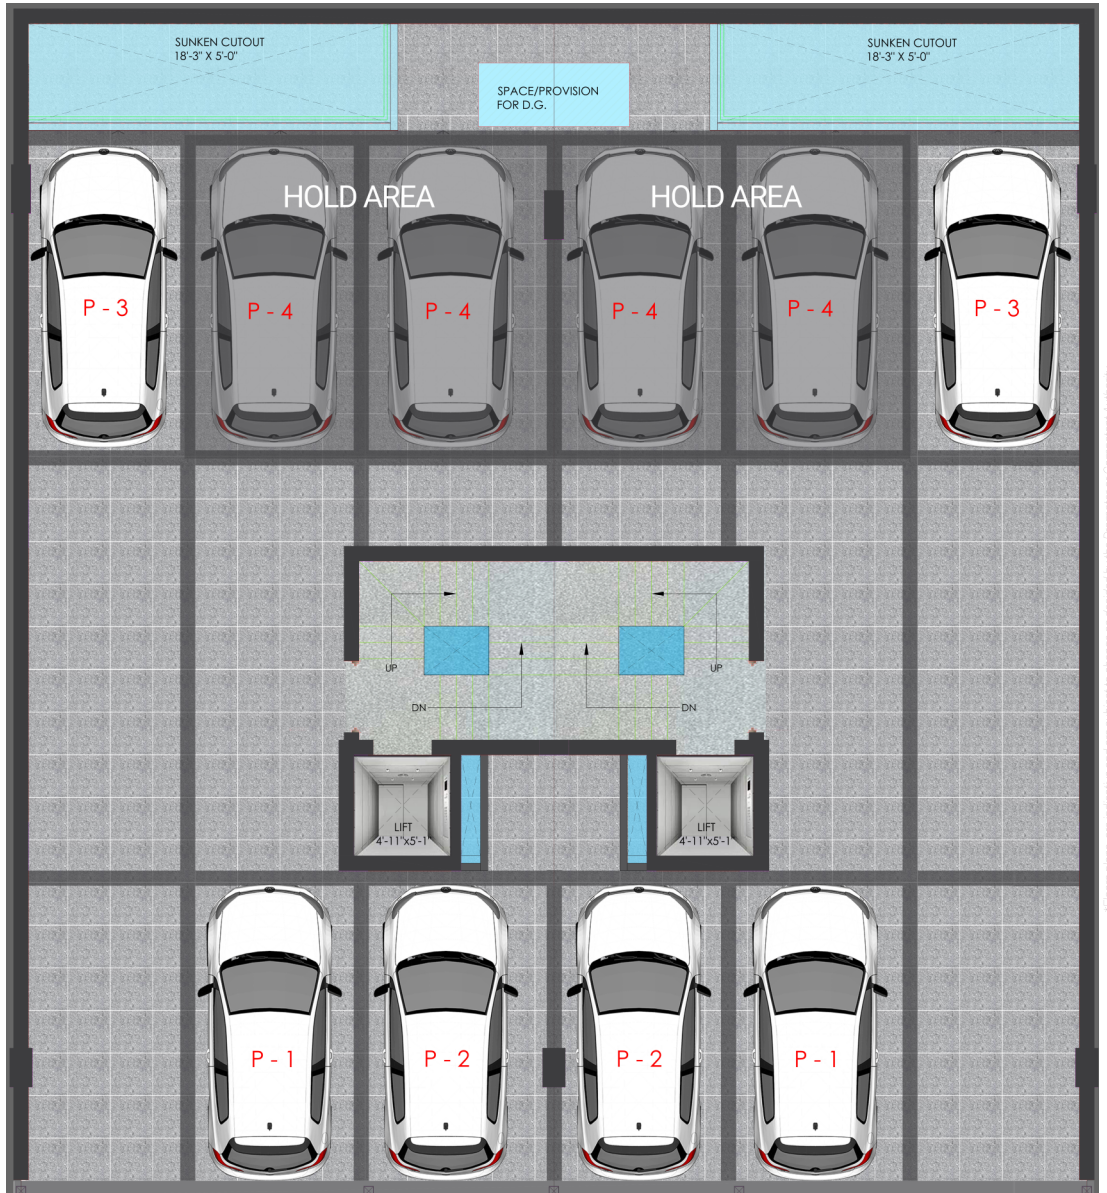 SUNKEN CUTOUT
18'-3" X 5'-0"
SUNKEN CUTOUT
18'-3" X 5'-0"
SPACE/PROVISION
FOR D.G.
HOLD AREA
HOLD AREA
P - 3
P - 4
P - 4
P - 4
P - 4
P - 3
UP
UP
DN
DN
LIFT
4'-11"x5'-1"
LIFT
4'-11"x5'-1"
P - 1
P - 2
P - 2
P - 1